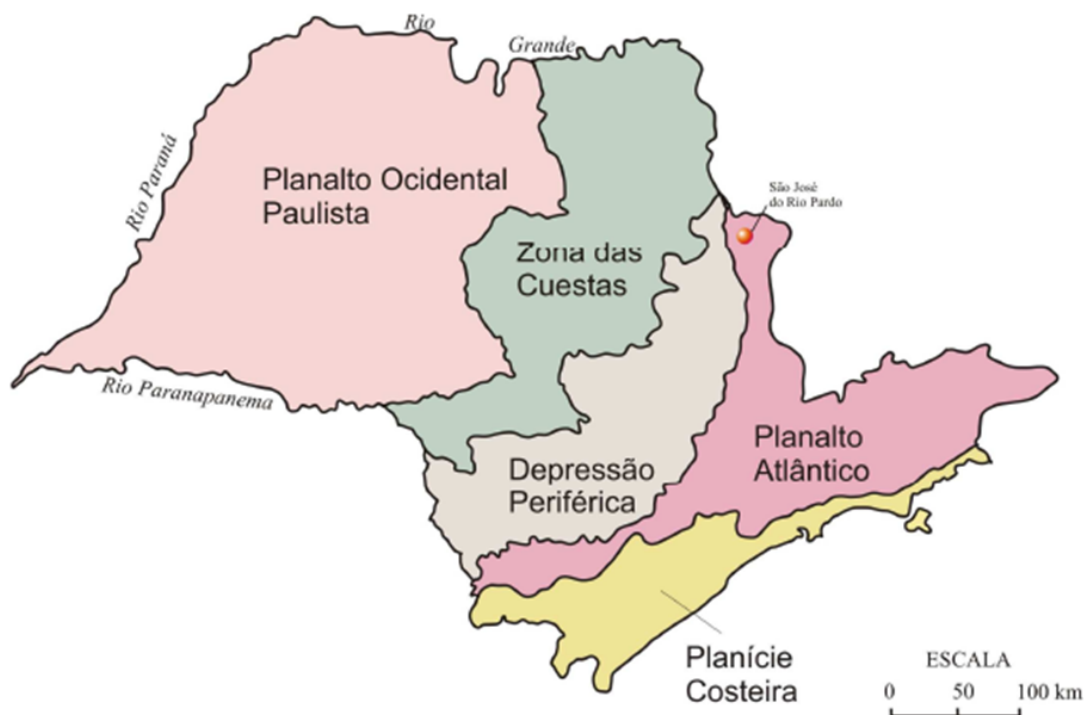 Rio
Grande
Rio Paraná
Planalto Ocidental
Paulista
São José
do Rio Pardo
Zona das
Cuestas
Rio Paranapanema
Planalto
Atlântico
Depressão
Periférica
Planície
Costeira
ESCALA
0 50 100 km